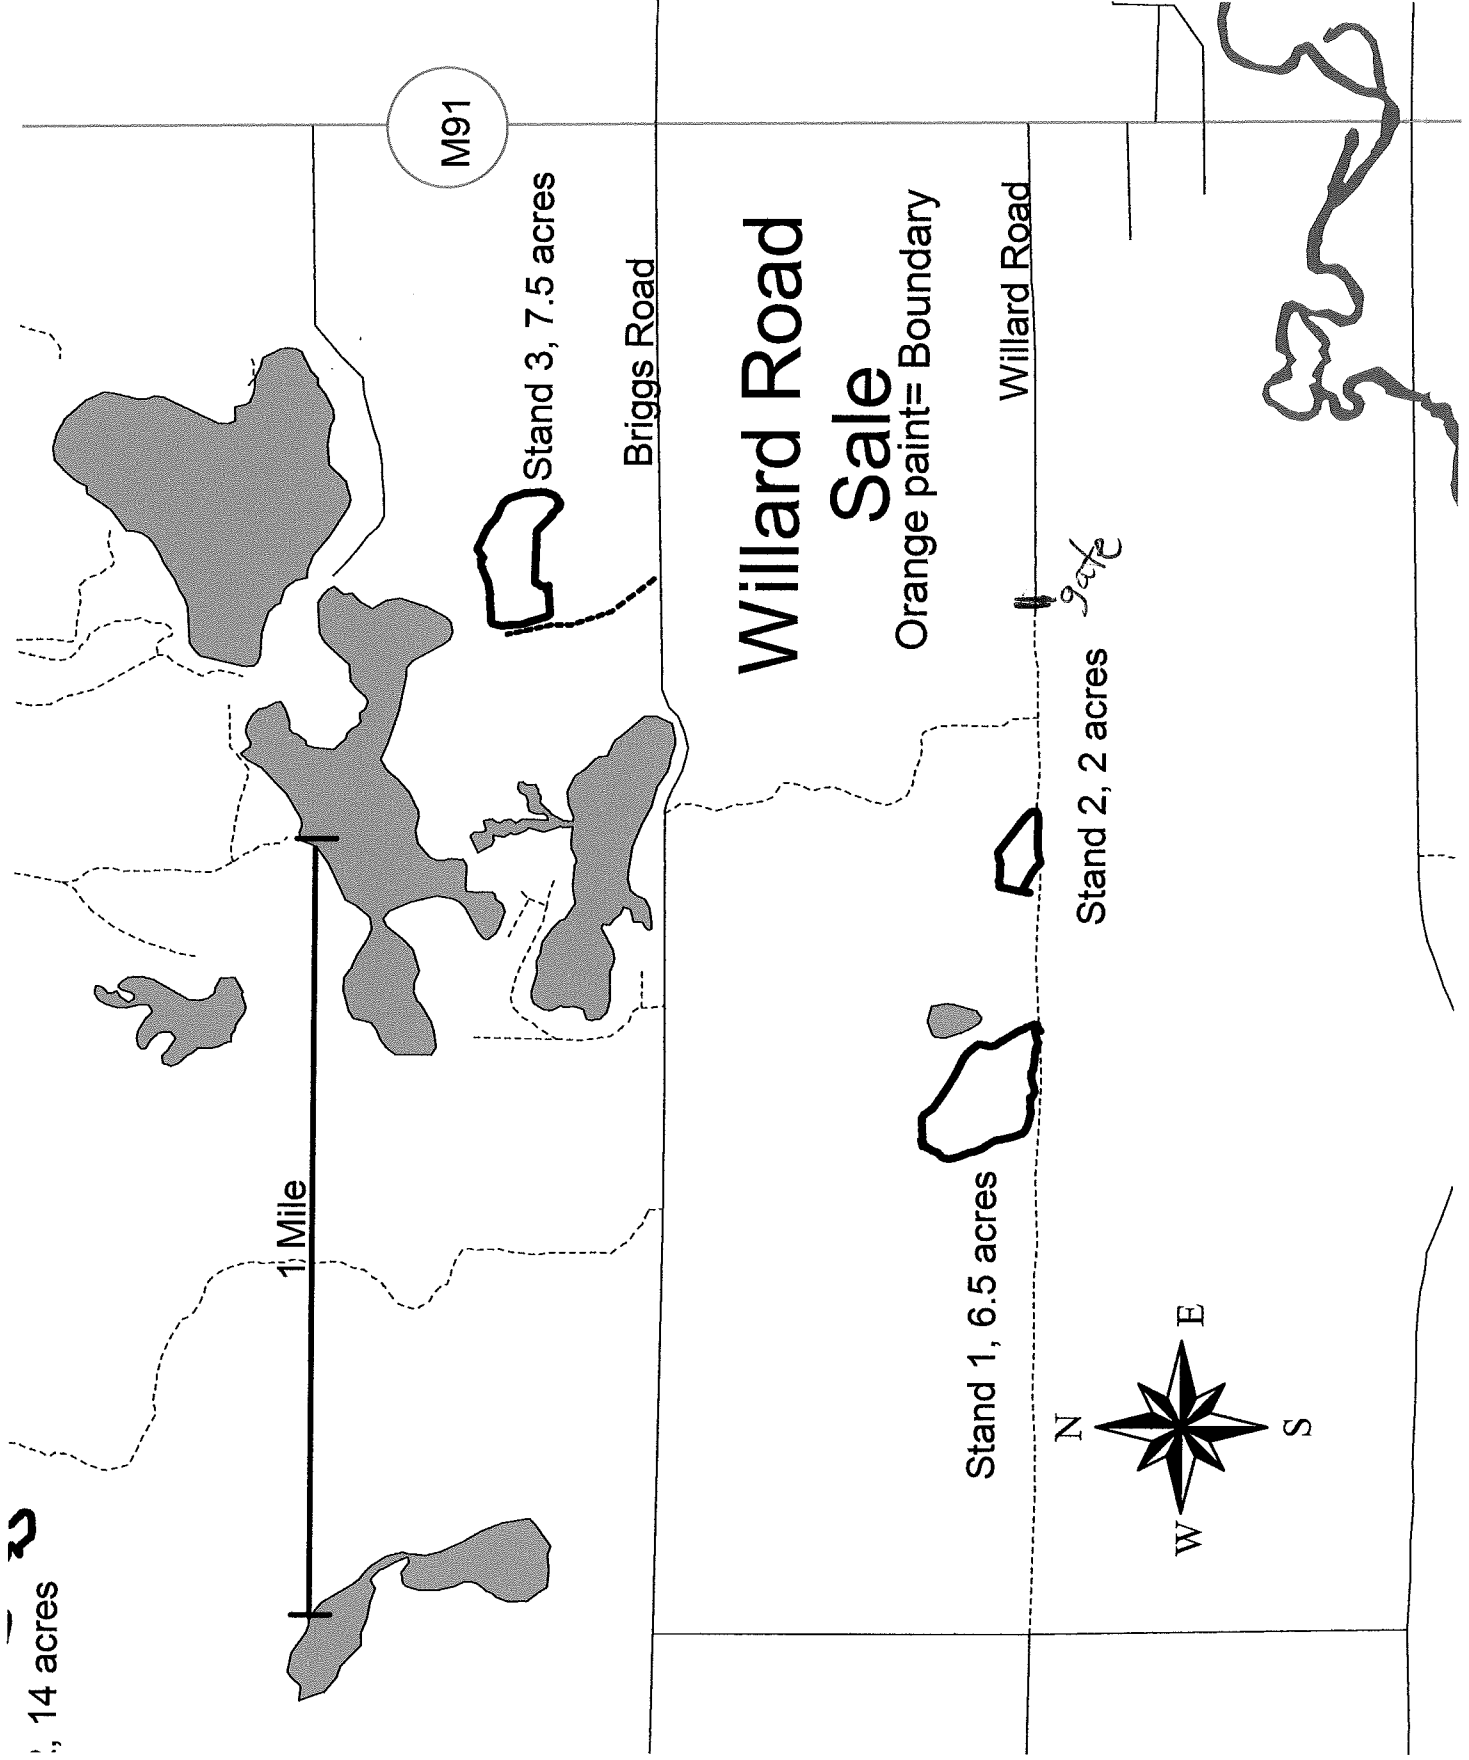 , 14 acres
1 Mile
M91
Stand 3, 7.5 acres
Briggs Road
Willard Road
Sale
Orange paint= Boundary
Willard Road
gate
Stand 2, 2 acres
Stand 1, 6.5 acres
N
W
E
S